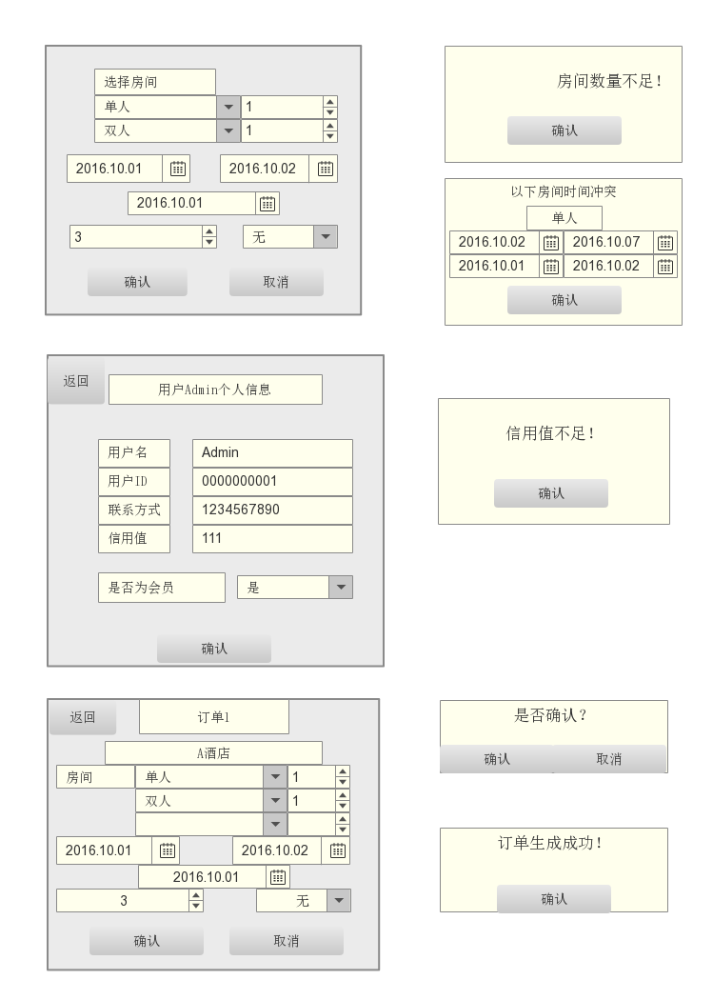 选择房间
单人 1
双人 1
2016.10.01 2016.10.02
2016.10.01
3 无
确认 取消
房间数量不足！
确认
以下房间时间冲突
单人
2016.10.02 2016.10.07
2016.10.01 2016.10.02
确认
返回 用户Admin个人信息
用户名 Admin
用户ID 0000000001
联系方式 1234567890
信用值 111
是否为会员 是
确认
信用值不足！
确认
返回 订单1
A酒店
房间 单人 1
双人 1
2016.10.01 2016.10.02
2016.10.01
3 无
确认 取消
是否确认？
确认 取消
订单生成成功！
确认